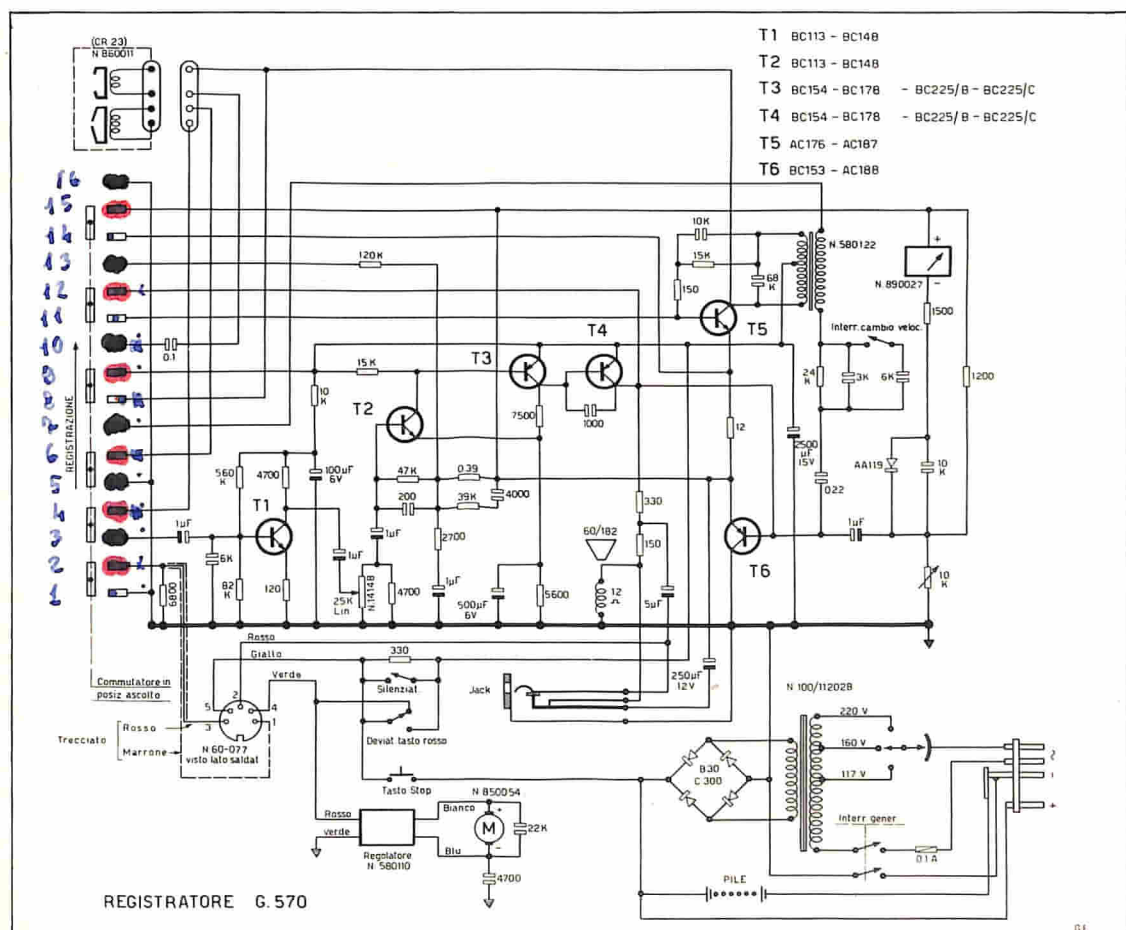 (CR 23)
N 860011
T1 BC113 - BC148
T2 BC113 - BC148
T3 BC154 - BC178 - BC225/B - BC225/C
T4 BC154 - BC178 - BC225/B - BC225/C
T5 AC176 - AC187
T6 BC153 - AC188
16
15
14
13
12
11
10
9
8
7
6
5
4
3
2
1
REGISTRAZIONE
120K
10K
15K
150
68
K
N.580122
T5
+
-
N.890027
1500
Interr. cambio veloc.
0.1
T3
T4
15K
10
K
T2
7500
1000
24
K
3K
6K
1200
12
2500
µF
15V
560
K
4700
100µF
6V
47K
0.39
200
39K
4000
AA119
10
K
0.22
T1
1µF
6K
1µF
1µF
2700
330
60/182
150
1µF
T6
82
K
120
25K
Lin
N.1414B
4700
1µF
500µF
6V
5600
12
Ω
5µF
10
K
6800
Rosso
Giallo
Verde
330
Silenziat.
Deviat tasto rosso
Jack
250µF
12V
N 100/11202B
Commutatore in
posiz ascolto
Trecciato
Rosso
Marrone
2
5
4
3
1
N 60-077
visto lato saldat
220 V
160 V
117 V
B30
C 300
Tasto Stop
N 850054
Rosso
verde
Bianco
Blu
M
+
-
22K
Regolatore
N: 580110
4700
Interr gener
0.1 A
PILE
~
-
+
REGISTRATORE G. 570